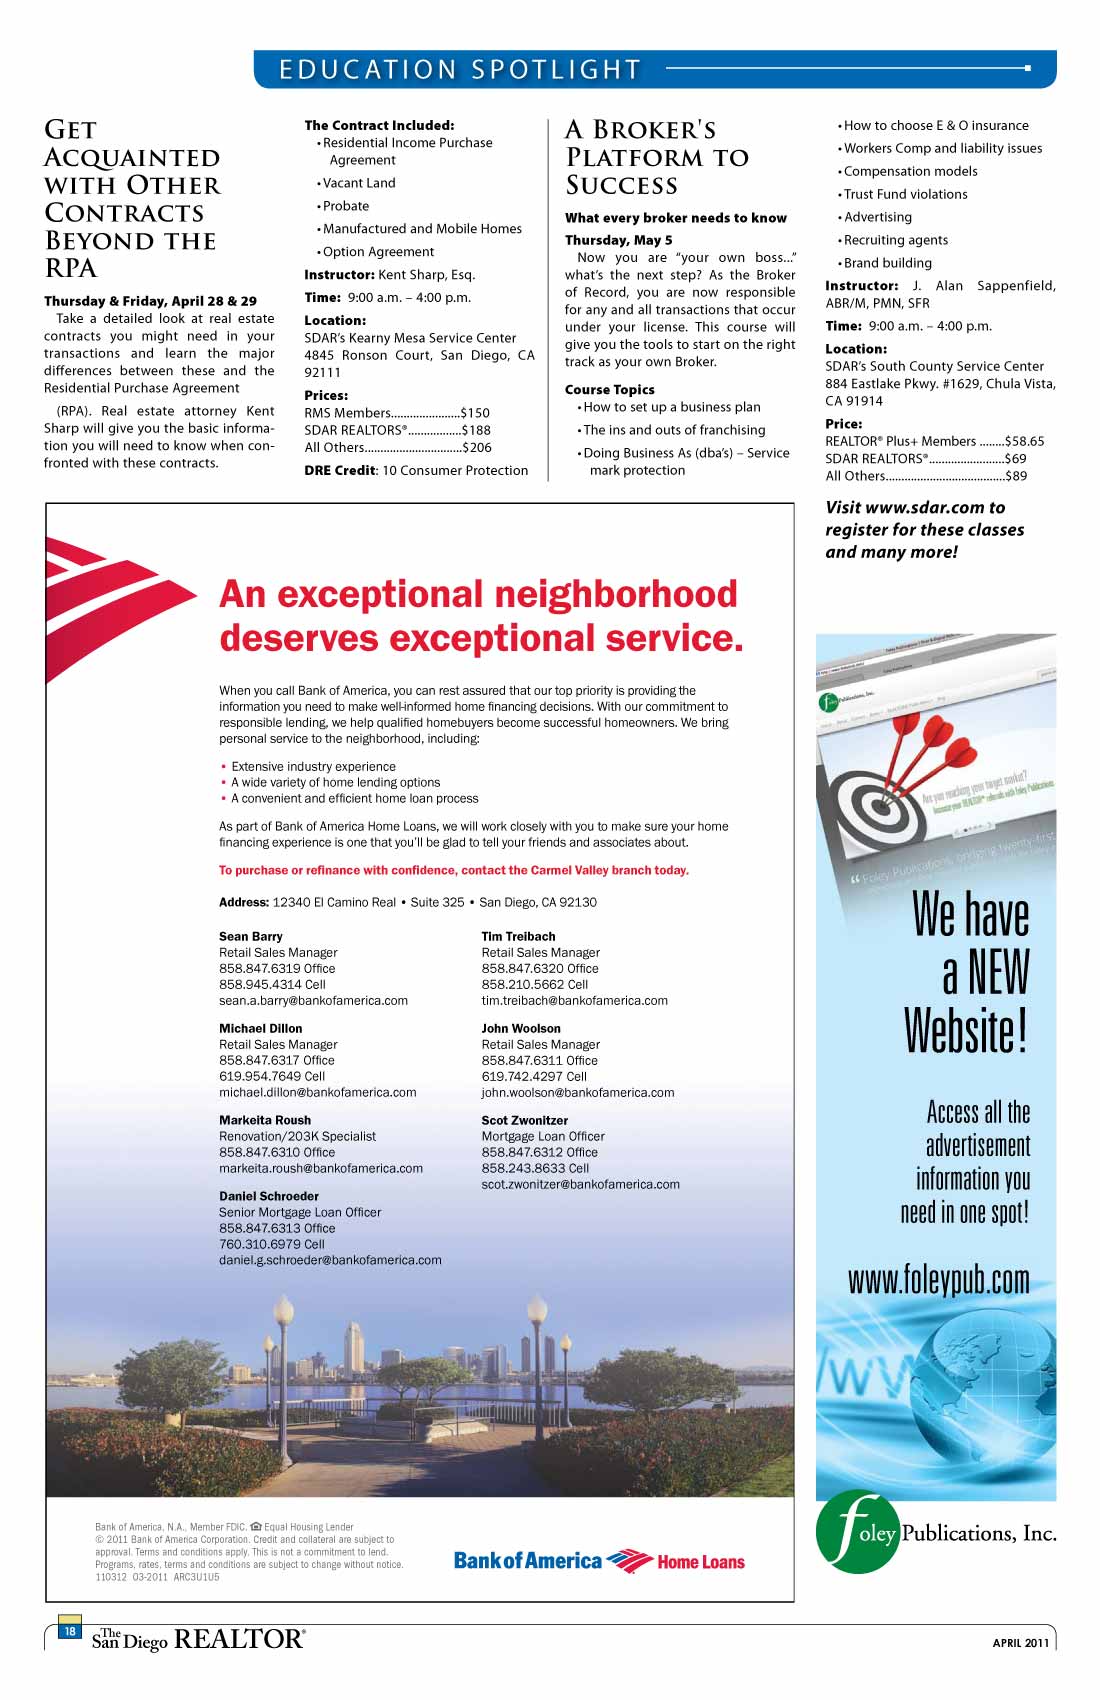 EDUCATION SPOTLIGHT
GET
ACQUAINTED
WITH OTHER
CONTRACTS
BEYOND THE
RPA
Thursday & Friday, April 28 & 29
Take a detailed look at real estate
contracts you might need in your
transactions and learn the major
differences between these and the
Residential Purchase Agreement
(RPA). Real estate attorney Kent
Sharp will give you the basic informa-
tion you will need to know when con-
fronted with these contracts.
The Contract Included:
• Residential Income Purchase
Agreement
• Vacant Land
• Probate
• Manufactured and Mobile Homes
• Option Agreement
Instructor: Kent Sharp, Esq.
Time: 9:00 a.m. – 4:00 p.m.
Location:
SDAR's Kearny Mesa Service Center
4845 Ronson Court, San Diego, CA
92111
Prices:
RMS Members......................$150
SDAR REALTORS®.................$188
All Others...............................$206
DRE Credit: 10 Consumer Protection
A BROKER'S
PLATFORM TO
SUCCESS
What every broker needs to know
Thursday, May 5
Now you are "your own boss..."
what's the next step? As the Broker
of Record, you are now responsible
for any and all transactions that occur
under your license. This course will
give you the tools to start on the right
track as your own Broker.
Course Topics
• How to set up a business plan
• The ins and outs of franchising
• Doing Business As (dba's) – Service
mark protection
• How to choose E & O insurance
• Workers Comp and liability issues
• Compensation models
• Trust Fund violations
• Advertising
• Recruiting agents
• Brand building
Instructor: J. Alan Sappenfield,
ABR/M, PMN, SFR
Time: 9:00 a.m. – 4:00 p.m.
Location:
SDAR's South County Service Center
884 Eastlake Pkwy. #1629, Chula Vista,
CA 91914
Price:
REALTOR® Plus+ Members ........$58.65
SDAR REALTORS®........................$69
All Others......................................$89
Visit www.sdar.com to
register for these classes
and many more!
An exceptional neighborhood
deserves exceptional service.
When you call Bank of America, you can rest assured that our top priority is providing the
information you need to make well-informed home financing decisions. With our commitment to
responsible lending, we help qualified homebuyers become successful homeowners. We bring
personal service to the neighborhood, including:
• Extensive industry experience
• A wide variety of home lending options
• A convenient and efficient home loan process
As part of Bank of America Home Loans, we will work closely with you to make sure your home
financing experience is one that you'll be glad to tell your friends and associates about.
To purchase or refinance with confidence, contact the Carmel Valley branch today.
Address: 12340 El Camino Real • Suite 325 • San Diego, CA 92130
Sean Barry
Retail Sales Manager
858.847.6319 Office
858.945.4314 Cell
sean.a.barry@bankofamerica.com
Michael Dillon
Retail Sales Manager
858.847.6317 Office
619.954.7649 Cell
michael.dillon@bankofamerica.com
Markeita Roush
Renovation/203K Specialist
858.847.6310 Office
markeita.roush@bankofamerica.com
Daniel Schroeder
Senior Mortgage Loan Officer
858.847.6313 Office
760.310.6979 Cell
daniel.g.schroeder@bankofamerica.com
Tim Treibach
Retail Sales Manager
858.847.6320 Office
858.210.5662 Cell
tim.treibach@bankofamerica.com
John Woolson
Retail Sales Manager
858.847.6311 Office
619.742.4297 Cell
john.woolson@bankofamerica.com
Scot Zwonitzer
Mortgage Loan Officer
858.847.6312 Office
858.243.8633 Cell
scot.zwonitzer@bankofamerica.com
Bank of America, N.A., Member FDIC. Equal Housing Lender
© 2011 Bank of America Corporation. Credit and collateral are subject to
approval. Terms and conditions apply. This is not a commitment to lend.
Programs, rates, terms and conditions are subject to change without notice.
110312 03-2011 ARC3U1U5
Bank of America Home Loans
Foley Publications, Inc.
Are you reaching your target market?
Increase your REALTOR® referrals with Foley Publications
"Foley Publications, bridging twenty-first
We have
a NEW
Website!
Access all the
advertisement
information you
need in one spot!
www.foleypub.com
ww
foley Publications, Inc.
18
The San Diego REALTOR®
APRIL 2011